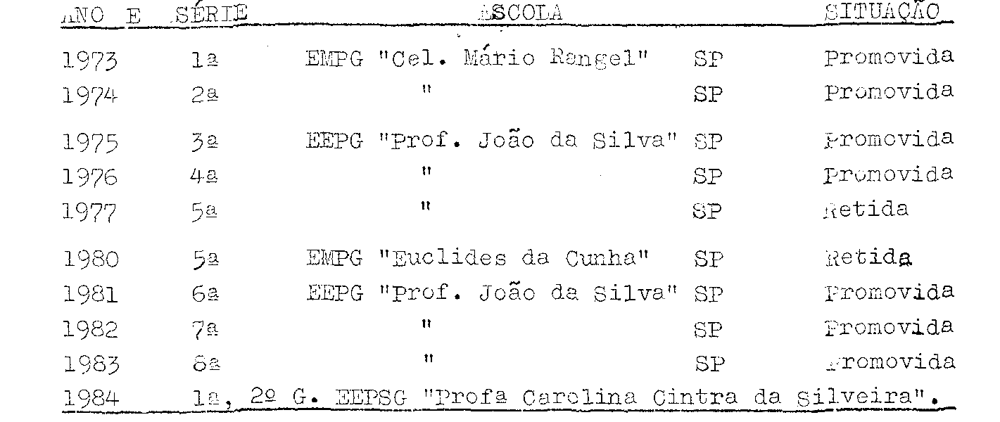 ANO E SÉRIE ESCOLA SITUAÇÃO
1973 1ª EMPG "Cel. Mário Rangel" SP Promovida
1974 2ª " SP Promovida
1975 3ª EEPG "Prof. João da Silva" SP Promovida
1976 4ª " SP Promovida
1977 5ª " SP Retida
1980 5ª EMPG "Euclides da Cunha" SP Retida
1981 6ª EEPG "Prof. João da Silva" SP Promovida
1982 7ª " SP Promovida
1983 8ª " SP Promovida
1984 1ª, 2º G. EEPSG "Profª Carolina Cintra da Silveira".